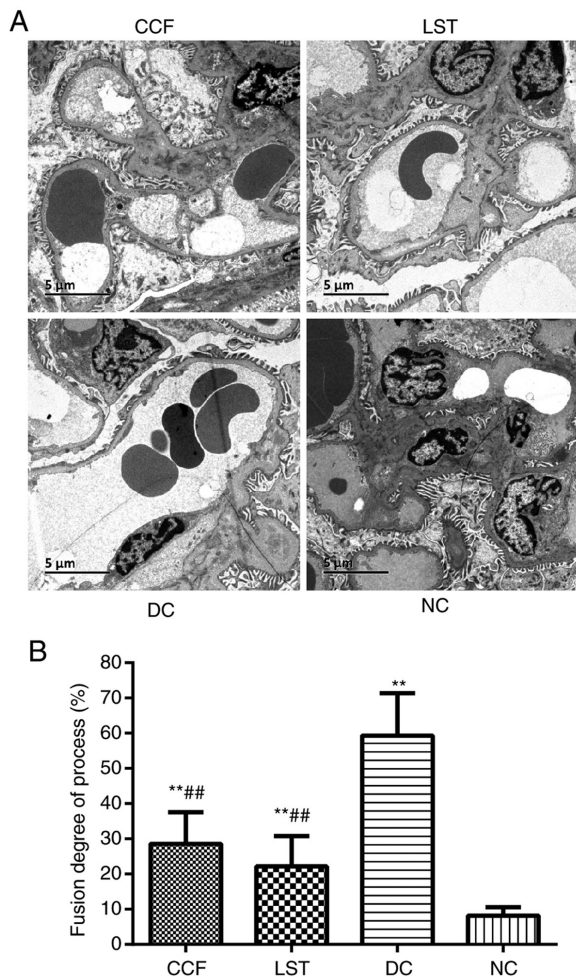 A
CCF
LST
5 µm
5 µm
5 µm
5 µm
DC
NC
B
Fusion degree of process (%)
80
70
60
50
40
30
20
10
0
**##
**##
**
CCF
LST
DC
NC